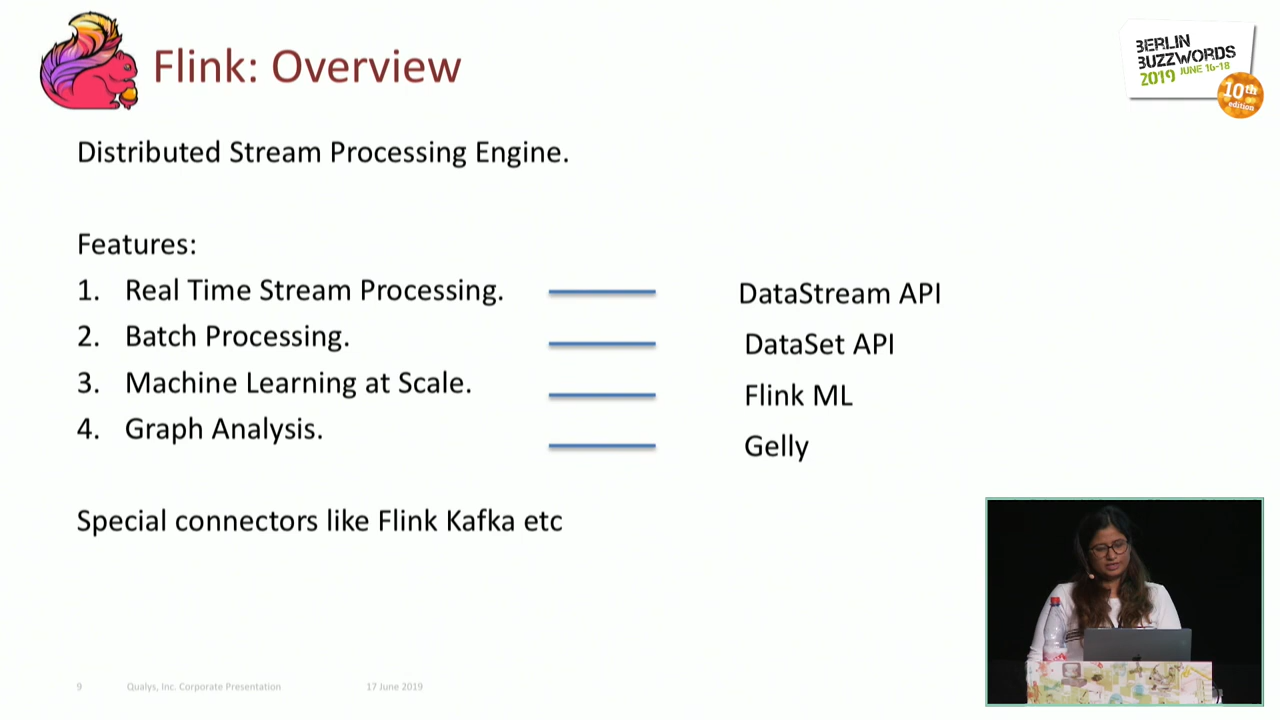 Flink: Overview
BERLIN
BUZZWORDS
2019 JUNE 16-18
10th
edition
Distributed Stream Processing Engine.
Features:
1. Real Time Stream Processing. DataStream API
2. Batch Processing. DataSet API
3. Machine Learning at Scale. Flink ML
4. Graph Analysis. Gelly
Special connectors like Flink Kafka etc
9 Qualys, Inc. Corporate Presentation 17 June 2019